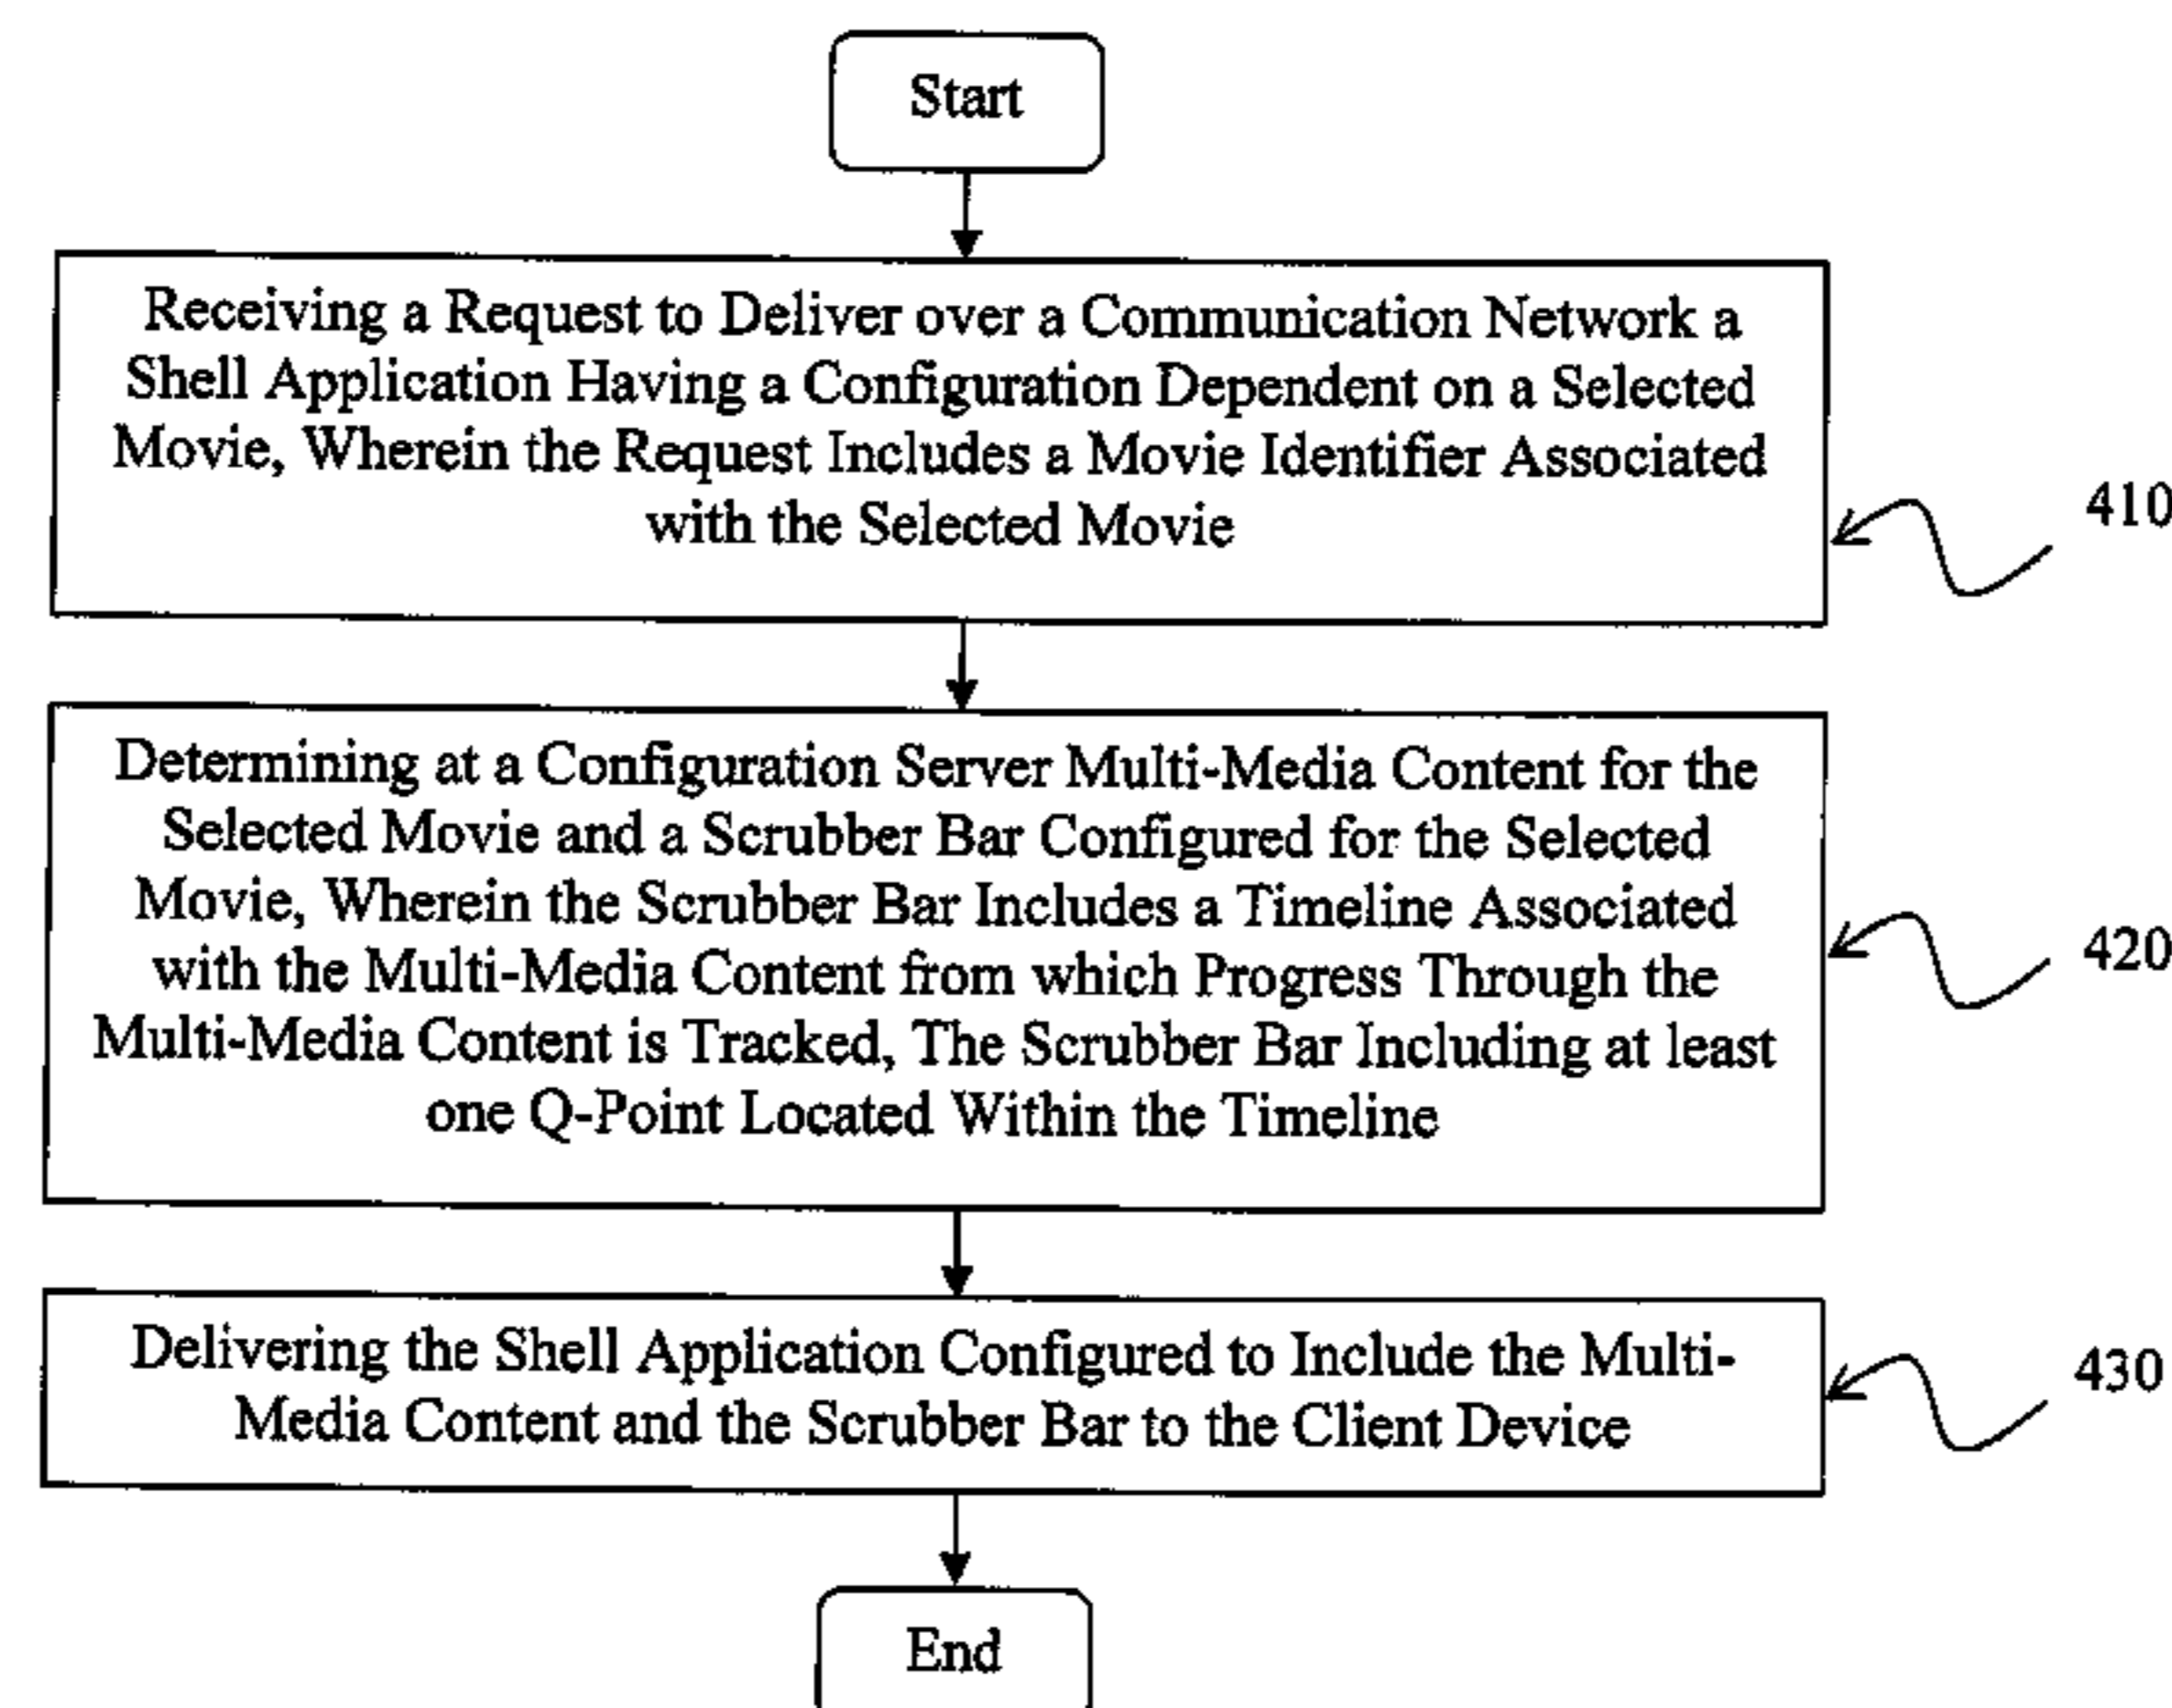 Start
Receiving a Request to Deliver over a Communication Network a
Shell Application Having a Configuration Dependent on a Selected
Movie, Wherein the Request Includes a Movie Identifier Associated
with the Selected Movie
410
Determining at a Configuration Server Multi-Media Content for the
Selected Movie and a Scrubber Bar Configured for the Selected
Movie, Wherein the Scrubber Bar Includes a Timeline Associated
with the Multi-Media Content from which Progress Through the
Multi-Media Content is Tracked, The Scrubber Bar Including at least
one Q-Point Located Within the Timeline
420
Delivering the Shell Application Configured to Include the Multi-
Media Content and the Scrubber Bar to the Client Device
430
End